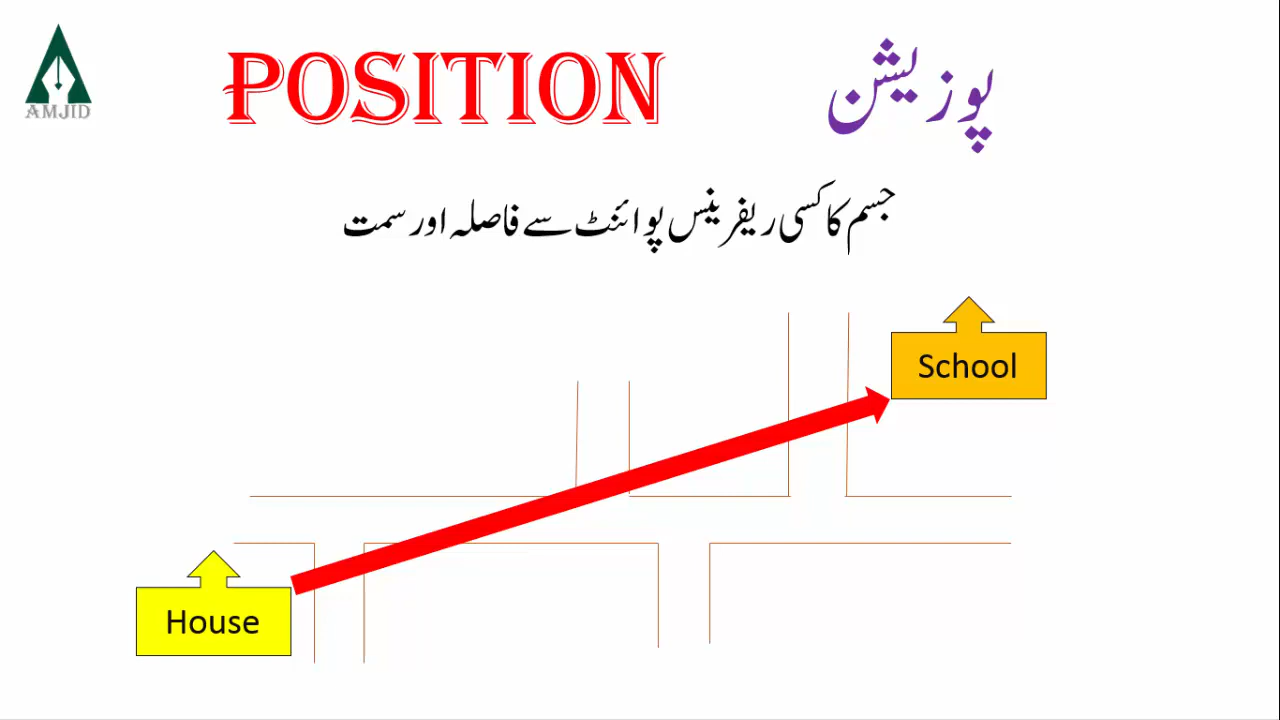 AMJID
POSITION پوزیشن
جسم کا کسی ریفرینس پوائنٹ سے فاصلہ اور سمت
School
House